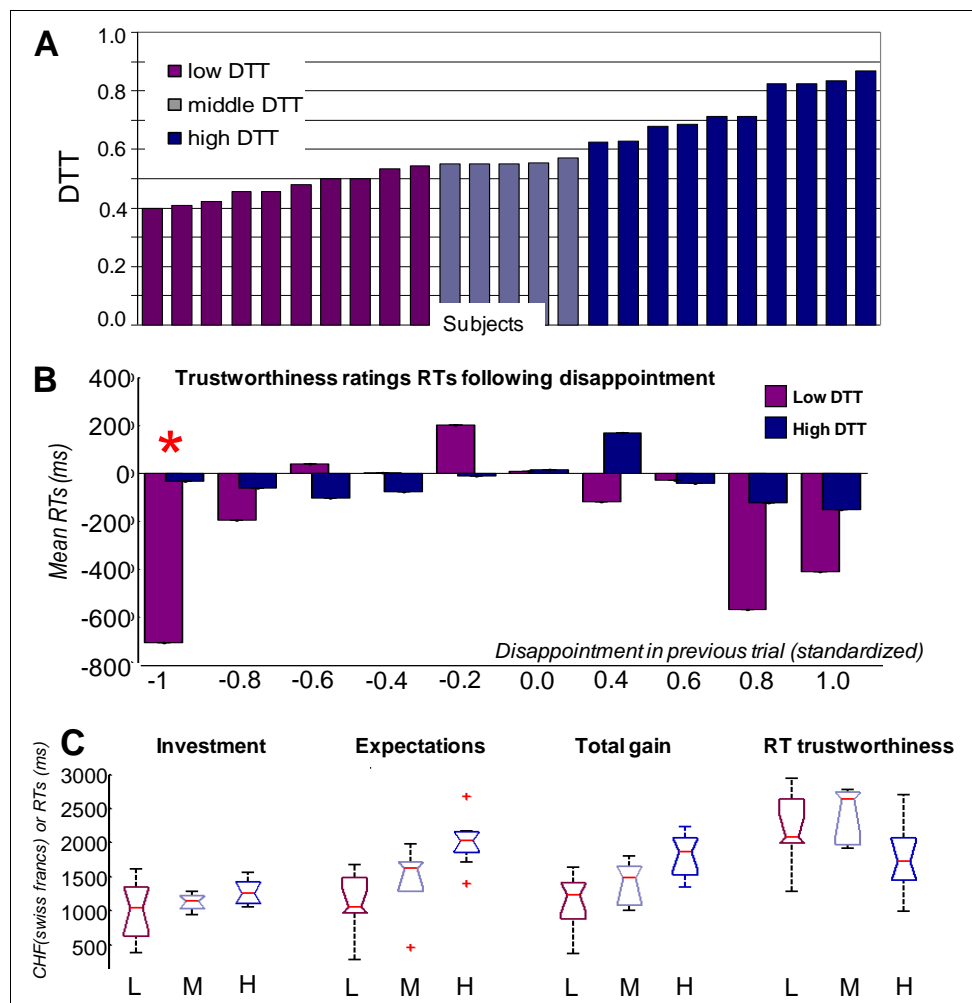 A
1.0
0.8
0.6
0.4
0.2
0.0
DTT
low DTT
middle DTT
high DTT
Subjects
B
Trustworthiness ratings RTs following disappointment
400
200
0
-200
-400
-600
-800
Mean RTs (ms)
Low DTT
High DTT
*
Disappointment in previous trial (standardized)
-1 -0.8 -0.6 -0.4 -0.2 0.0 0.4 0.6 0.8 1.0
C
Investment Expectations Total gain RT trustworthiness
CHF(swiss francs) or RTs (ms)
3000
2500
2000
1500
1000
500
L M H L M H L M H L M H